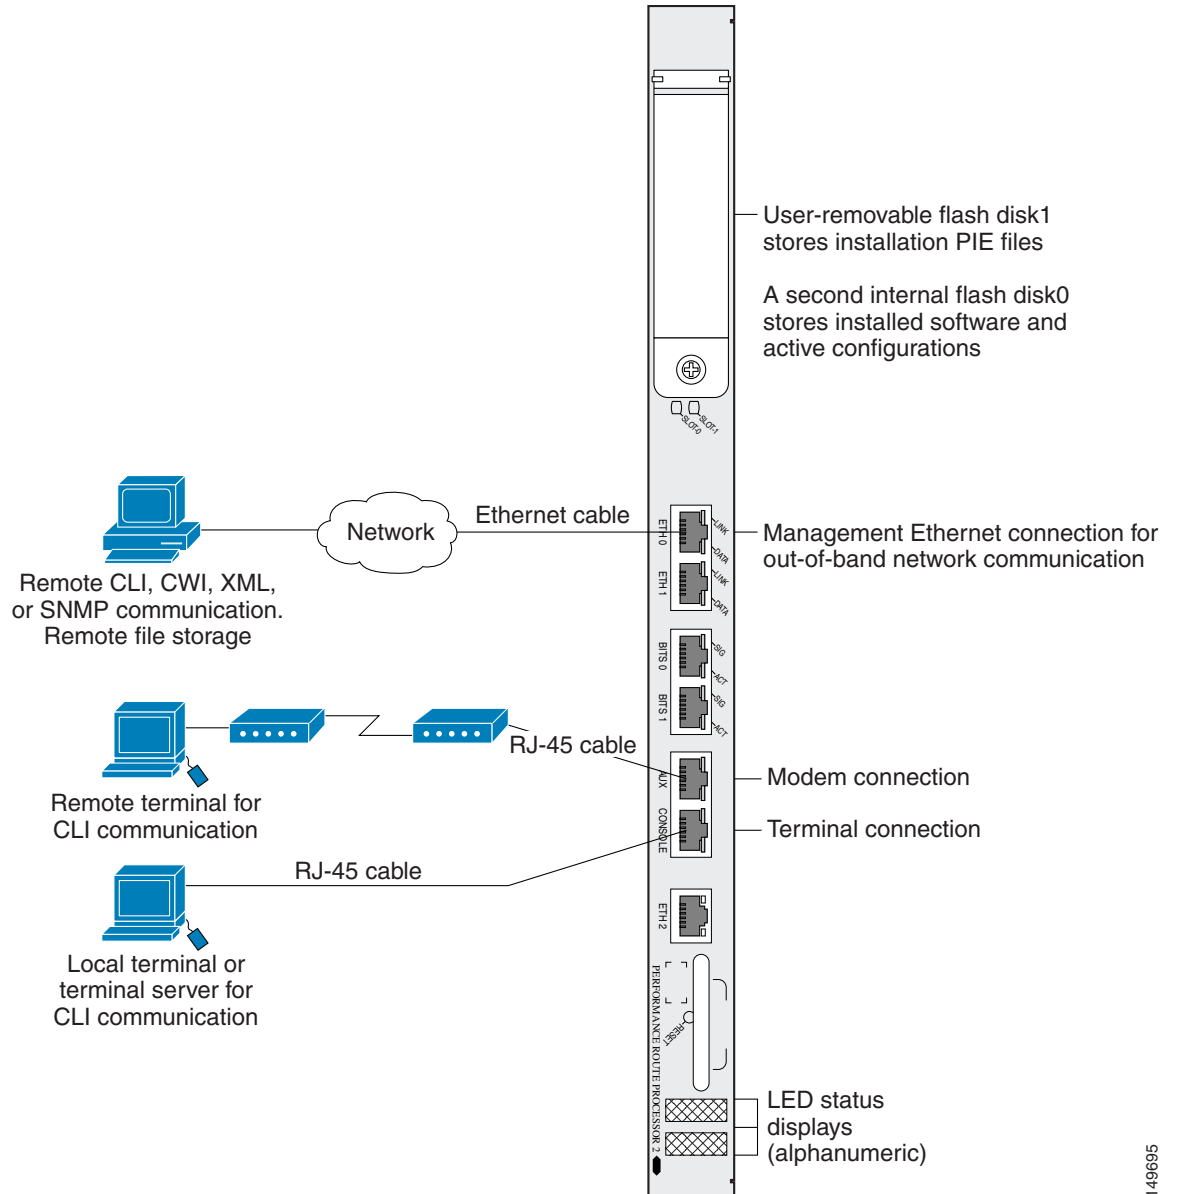 User-removable flash disk1
stores installation PIE files
A second internal flash disk0
stores installed software and
active configurations
SLOT-0
SLOT-1
Network
Ethernet cable
ETH 0
LINK
DATA
Management Ethernet connection for
out-of-band network communication
ETH 1
LINK
DATA
Remote CLI, CWI, XML,
or SNMP communication.
Remote file storage
BITS 0
SIG
ACT
BITS 1
SIG
ACT
RJ-45 cable
AUX
Modem connection
Remote terminal for
CLI communication
CONSOLE
Terminal connection
RJ-45 cable
ETH 2
Local terminal or
terminal server for
CLI communication
RESET
PERFORMANCE ROUTE PROCESSOR 2
LED status
displays
(alphanumeric)
149695